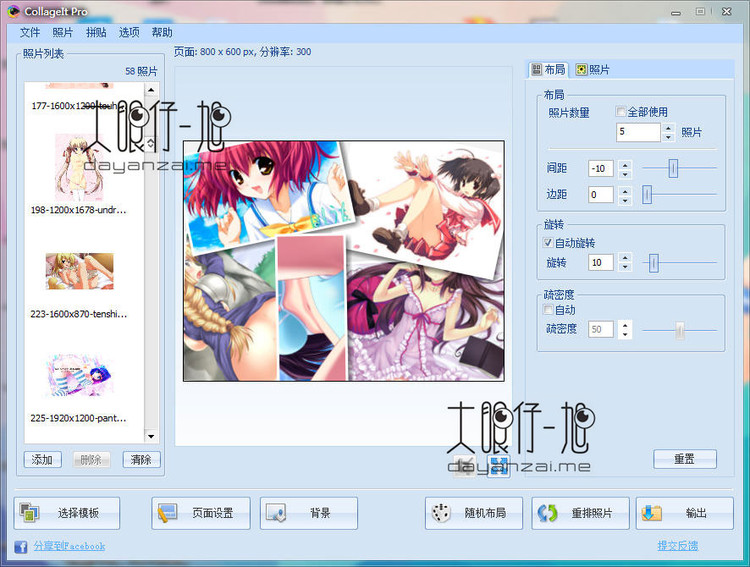 CollageIt Pro
文件 照片 拼贴 选项 帮助
照片列表
58 照片
177-1600x1200-touh...
198-1200x1678-undr...
223-1600x870-tenshi...
225-1920x1200-pant...
添加 删除 清除
页面: 800 x 600 px, 分辨率: 300
大眼仔~旭
dayanzai.me
大眼仔~旭
dayanzai.me
布局 照片
布局
照片数量 全部使用
5 照片
间距 -10
边距 0
旋转
自动旋转
旋转 10
疏密度
自动
疏密度 50
重置
选择模板 页面设置 背景 随机布局 重排照片 输出
分享到Facebook 提交反馈